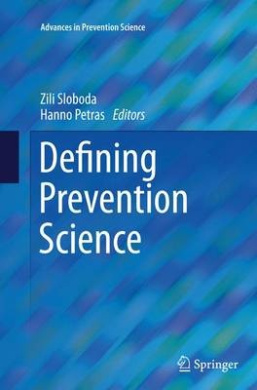 Advances in Prevention Science
Zili Sloboda
Hanno Petras Editors
Defining
Prevention
Science
Springer